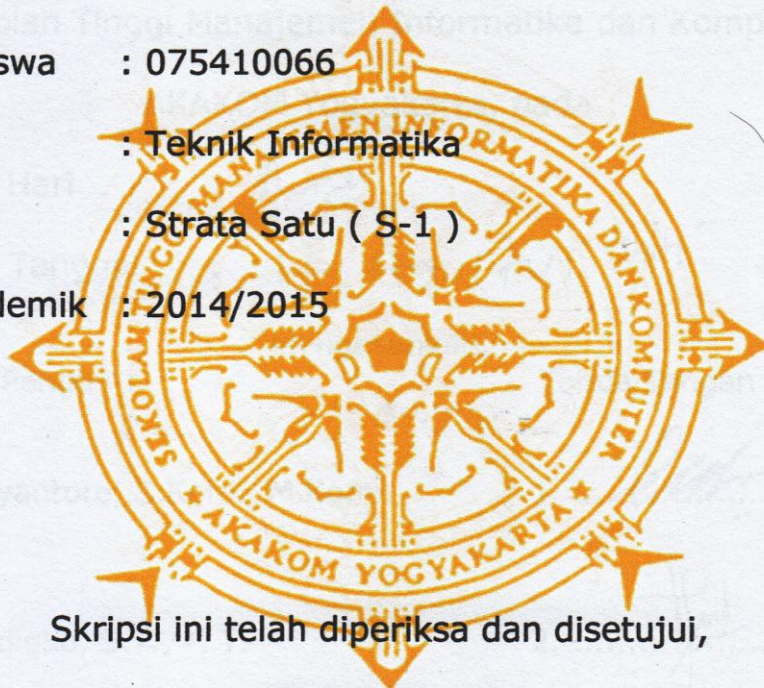 swa : 075410066
: Teknik Informatika
: Strata Satu ( S-1 )
demik : 2014/2015
SEKOLAH TINGGI MANAJEMEN INFORMATIKA DAN KOMPUTER
★ AKAKOM YOGYAKARTA ★
Skripsi ini telah diperiksa dan disetujui,